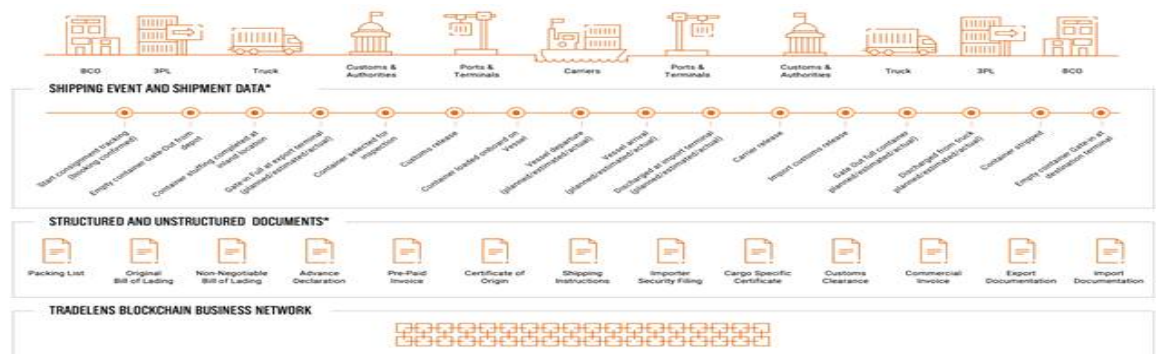 BCO
3PL
Truck
Customs &
Authorities
Ports &
Terminals
Carriers
Ports &
Terminals
Customs &
Authorities
Truck
3PL
BCO
SHIPPING EVENT AND SHIPMENT DATA*
Start consignment tracking
(booking confirmed)
Empty container Gate-Out from
depot
Container stuffing completed at
inland location
Gate-in Full at export terminal
(planned/estimated/actual)
Container selected for
inspection
Customs release
Container loaded onboard on
Vessel
Vessel departure
(planned/estimated/actual)
Vessel arrival
(planned/estimated/actual)
Discharged at import terminal
(planned/estimated/actual)
Carrier release
Import customs release
Gate Out full container
planned/estimated/actual)
Discharged from truck
planned/estimated/actual)
Container stripped
Empty container Gate-in at
destination terminal
STRUCTURED AND UNSTRUCTURED DOCUMENTS*
Packing List
Original
Bill of Lading
Non-Negotiable
Bill of Lading
Advance
Declaration
Pre-Paid
Invoice
Certificate of
Origin
Shipping
Instructions
Importer
Security Filing
Cargo Specific
Certificate
Customs
Clearance
Commercial
Invoice
Export
Documentation
Import
Documentation
TRADELENS BLOCKCHAIN BUSINESS NETWORK